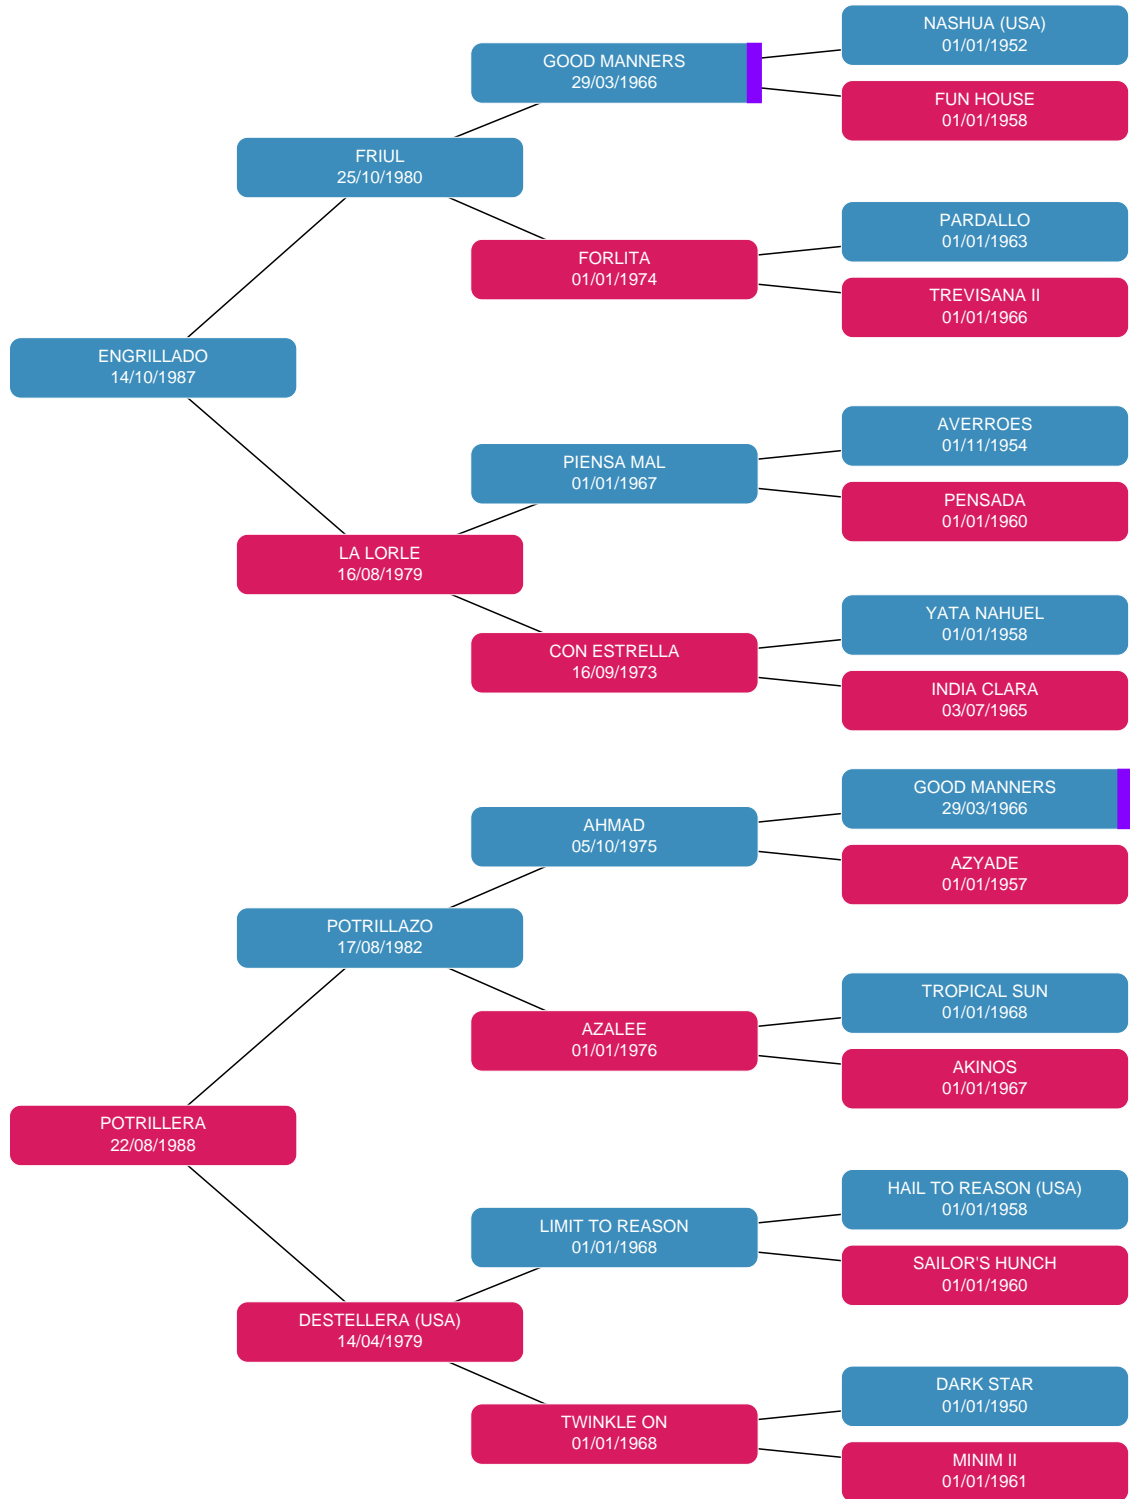 NASHUA (USA)
01/01/1952
GOOD MANNERS
29/03/1966
FUN HOUSE
01/01/1958
FRIUL
25/10/1980
PARDALLO
01/01/1963
FORLITA
01/01/1974
TREVISANA II
01/01/1966
ENGRILLADO
14/10/1987
AVERROES
01/11/1954
PIENSA MAL
01/01/1967
PENSADA
01/01/1960
LA LORLE
16/08/1979
YATA NAHUEL
01/01/1958
CON ESTRELLA
16/09/1973
INDIA CLARA
03/07/1965
GOOD MANNERS
29/03/1966
AHMAD
05/10/1975
AZYADE
01/01/1957
POTRILLAZO
17/08/1982
TROPICAL SUN
01/01/1968
AZALEE
01/01/1976
AKINOS
01/01/1967
POTRILLERA
22/08/1988
HAIL TO REASON (USA)
01/01/1958
LIMIT TO REASON
01/01/1968
SAILOR'S HUNCH
01/01/1960
DESTELLERA (USA)
14/04/1979
DARK STAR
01/01/1950
TWINKLE ON
01/01/1968
MINIM II
01/01/1961